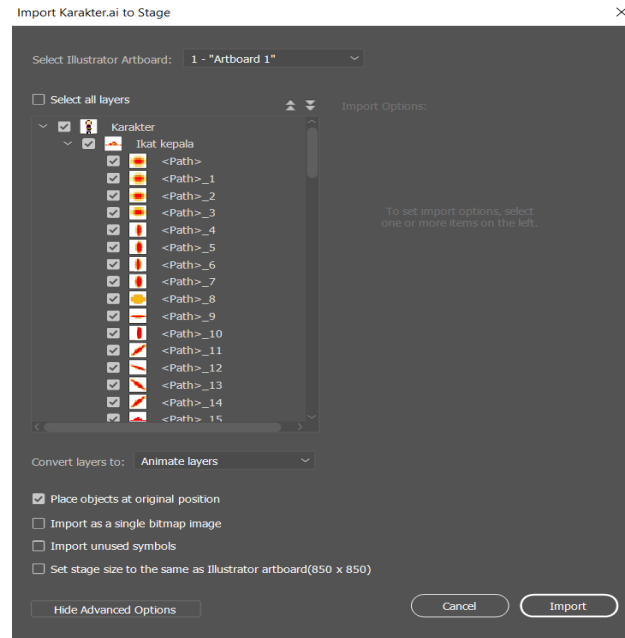 Import Karakter.ai to Stage
Select Illustrator Artboard: 1 - "Artboard 1"
Select all layers
Import Options:
Karakter
Ikat kepala
<Path>
<Path>_1
<Path>_2
<Path>_3
<Path>_4
<Path>_5
<Path>_6
<Path>_7
<Path>_8
<Path>_9
<Path>_10
<Path>_11
<Path>_12
<Path>_13
<Path>_14
<Path>_15
To set import options, select
one or more items on the left.
Convert layers to: Animate layers
Place objects at original position
Import as a single bitmap image
Import unused symbols
Set stage size to the same as Illustrator artboard(850 x 850)
Hide Advanced Options
Cancel
Import